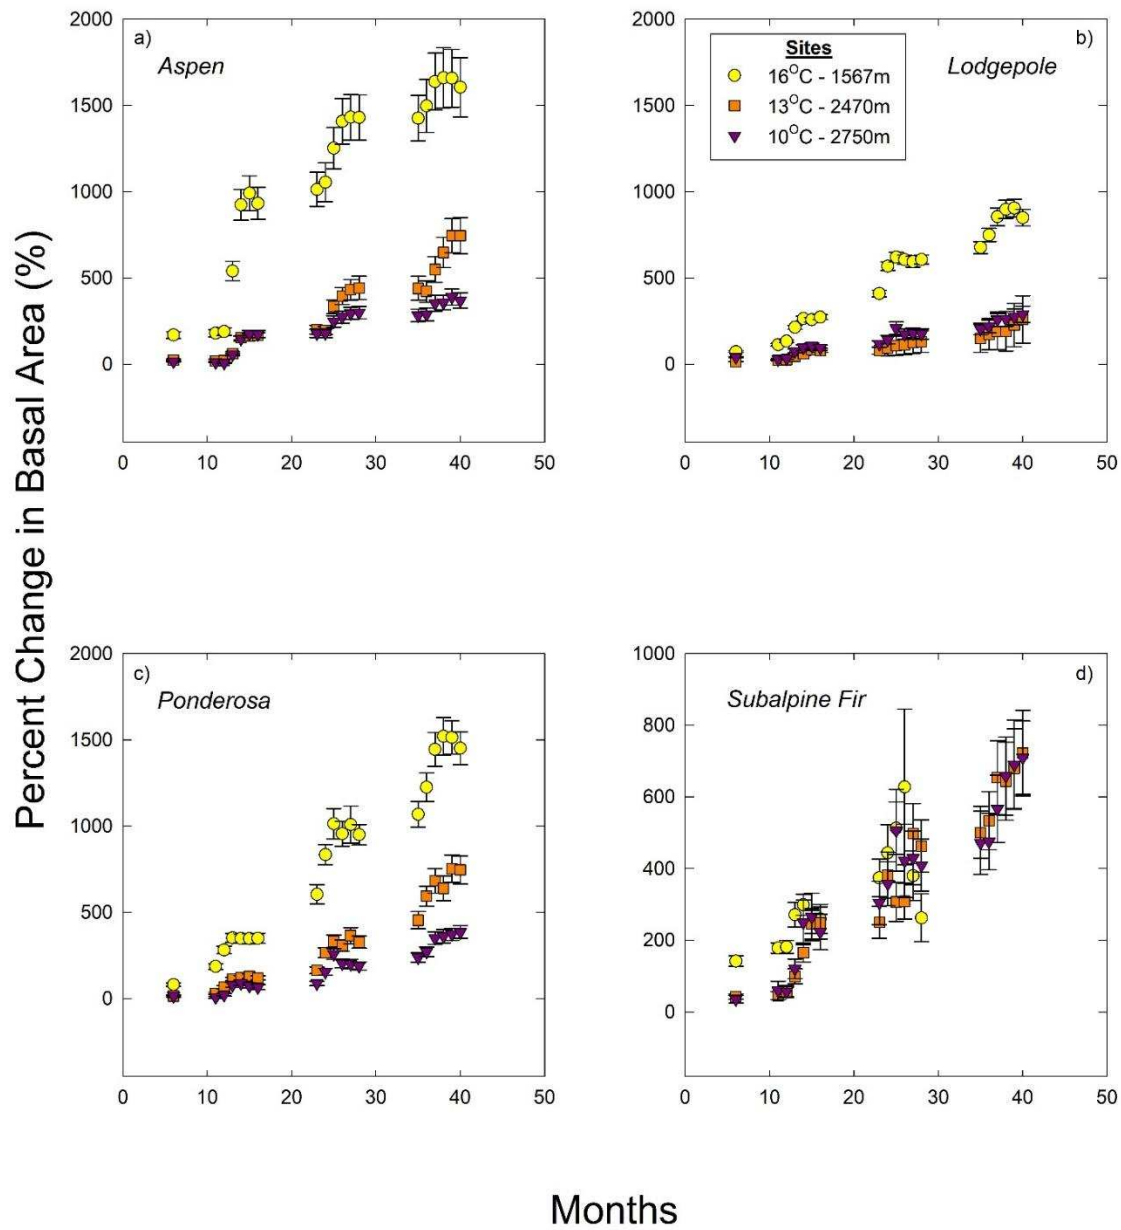 Percent Change in Basal Area (%)
a)
Aspen
2000
1500
1000
500
0
0 10 20 30 40 50
b)
Lodgepole
Sites
16°C - 1567m
13°C - 2470m
10°C - 2750m
2000
1500
1000
500
0
0 10 20 30 40 50
c)
Ponderosa
2000
1500
1000
500
0
0 10 20 30 40 50
d)
Subalpine Fir
1000
800
600
400
200
0
0 10 20 30 40 50
Months